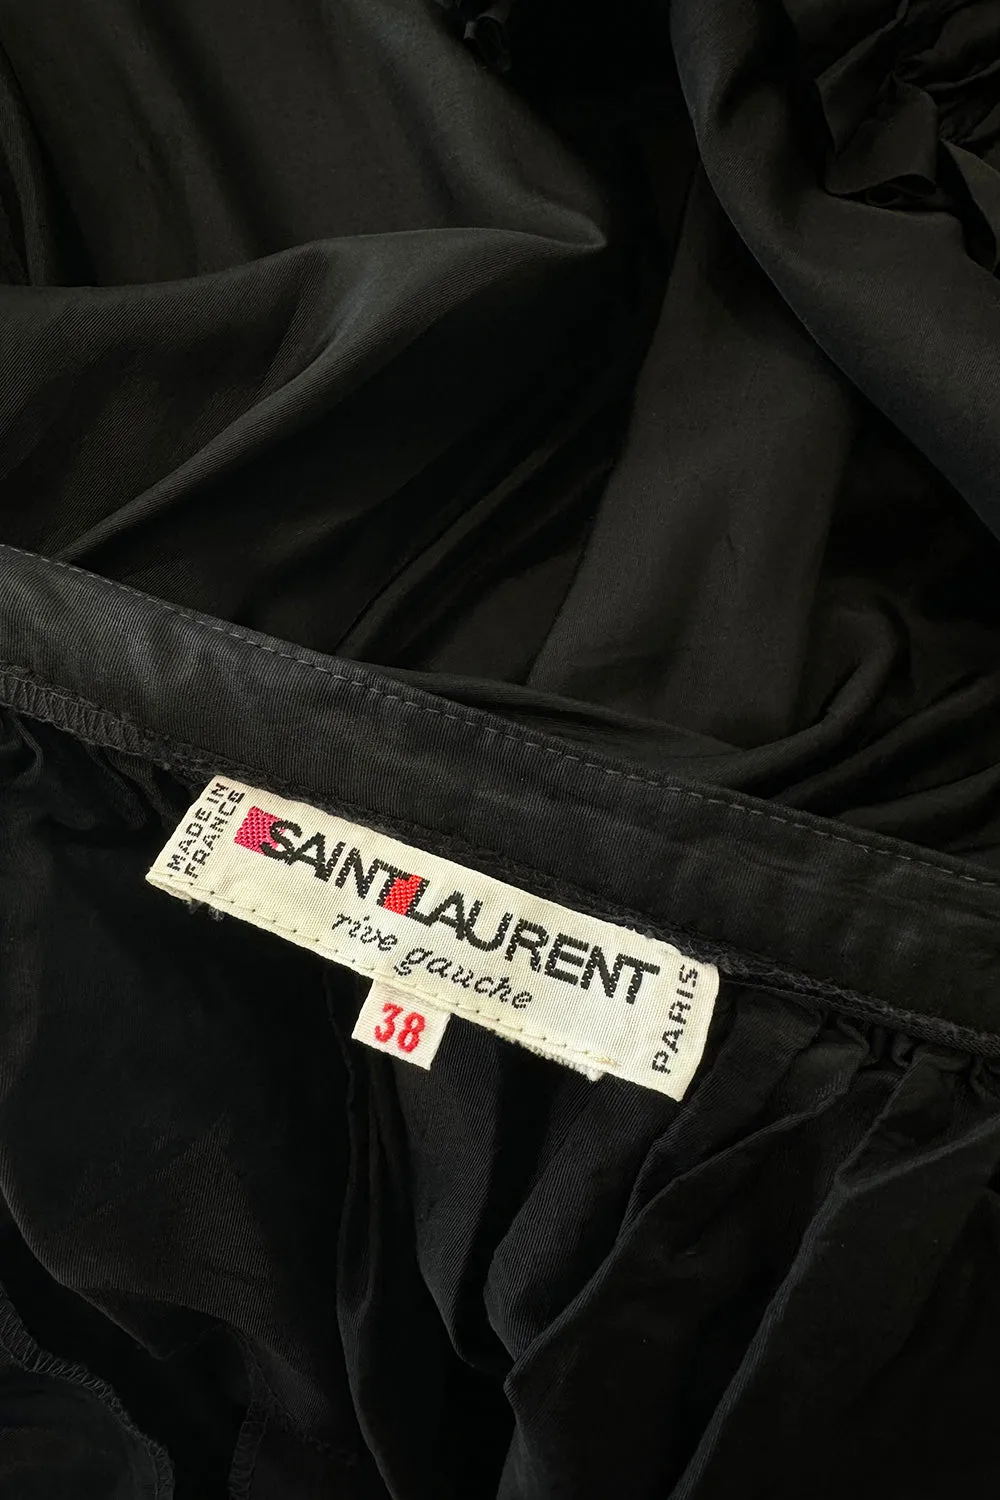 MADE IN
FRANCE
SAINT LAURENT
rive gauche
PARIS
38